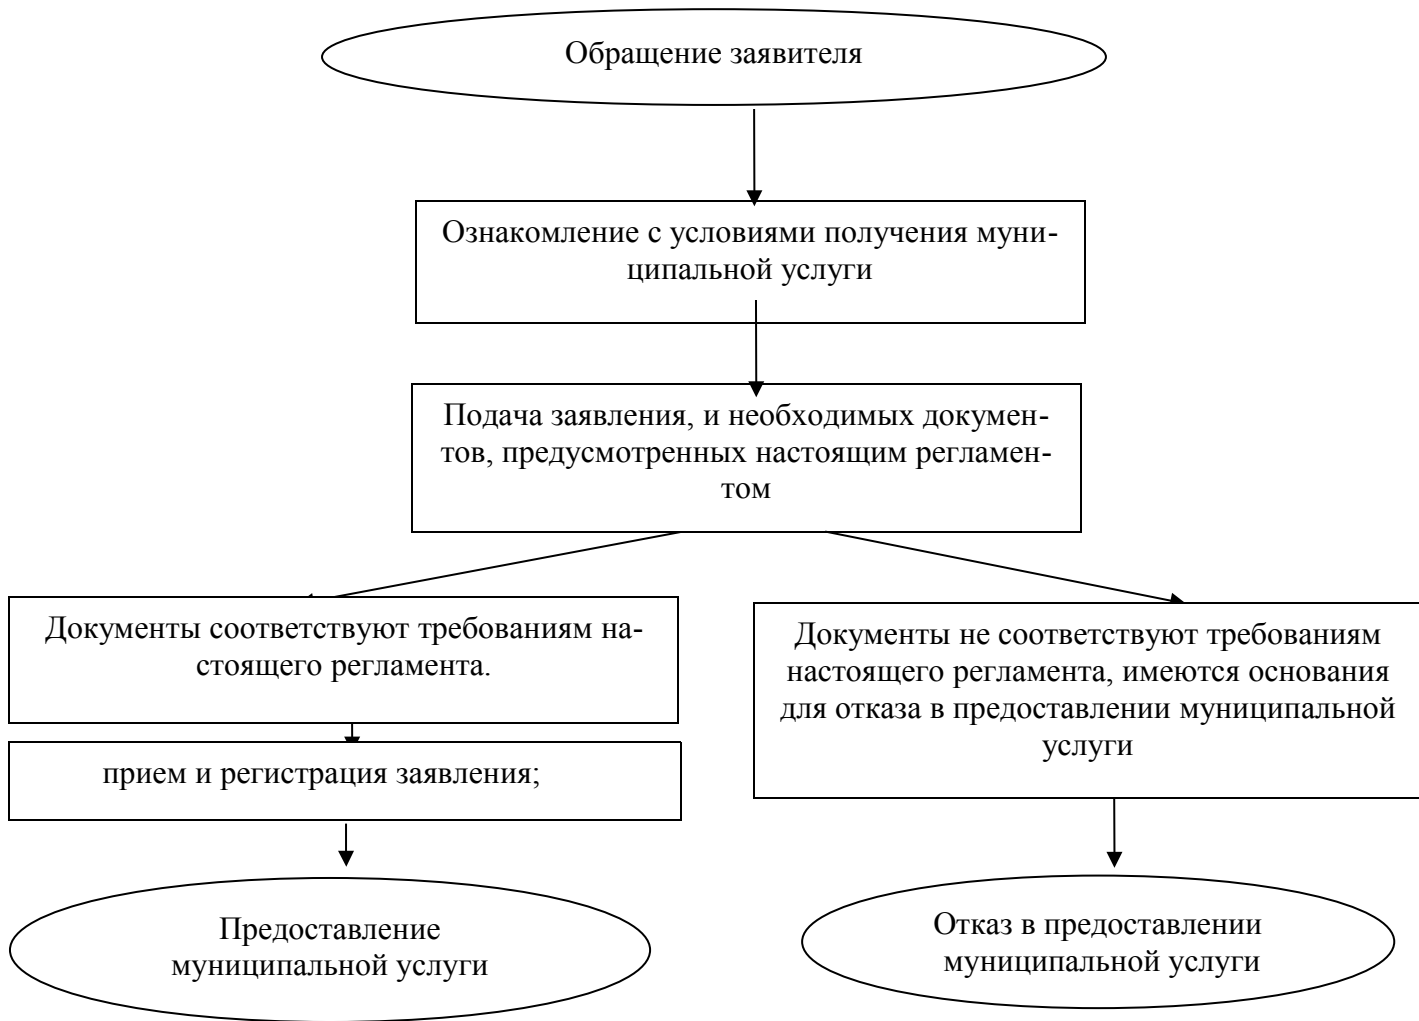 Обращение заявителя
Ознакомление с условиями получения муни-
ципальной услуги
Подача заявления, и необходимых докумен-
тов, предусмотренных настоящим регламен-
том
Документы соответствуют требованиям на-
стоящего регламента.
прием и регистрация заявления;
Предоставление
муниципальной услуги
Документы не соответствуют требованиям
настоящего регламента, имеются основания
для отказа в предоставлении муниципальной
услуги
Отказ в предоставлении
муниципальной услуги